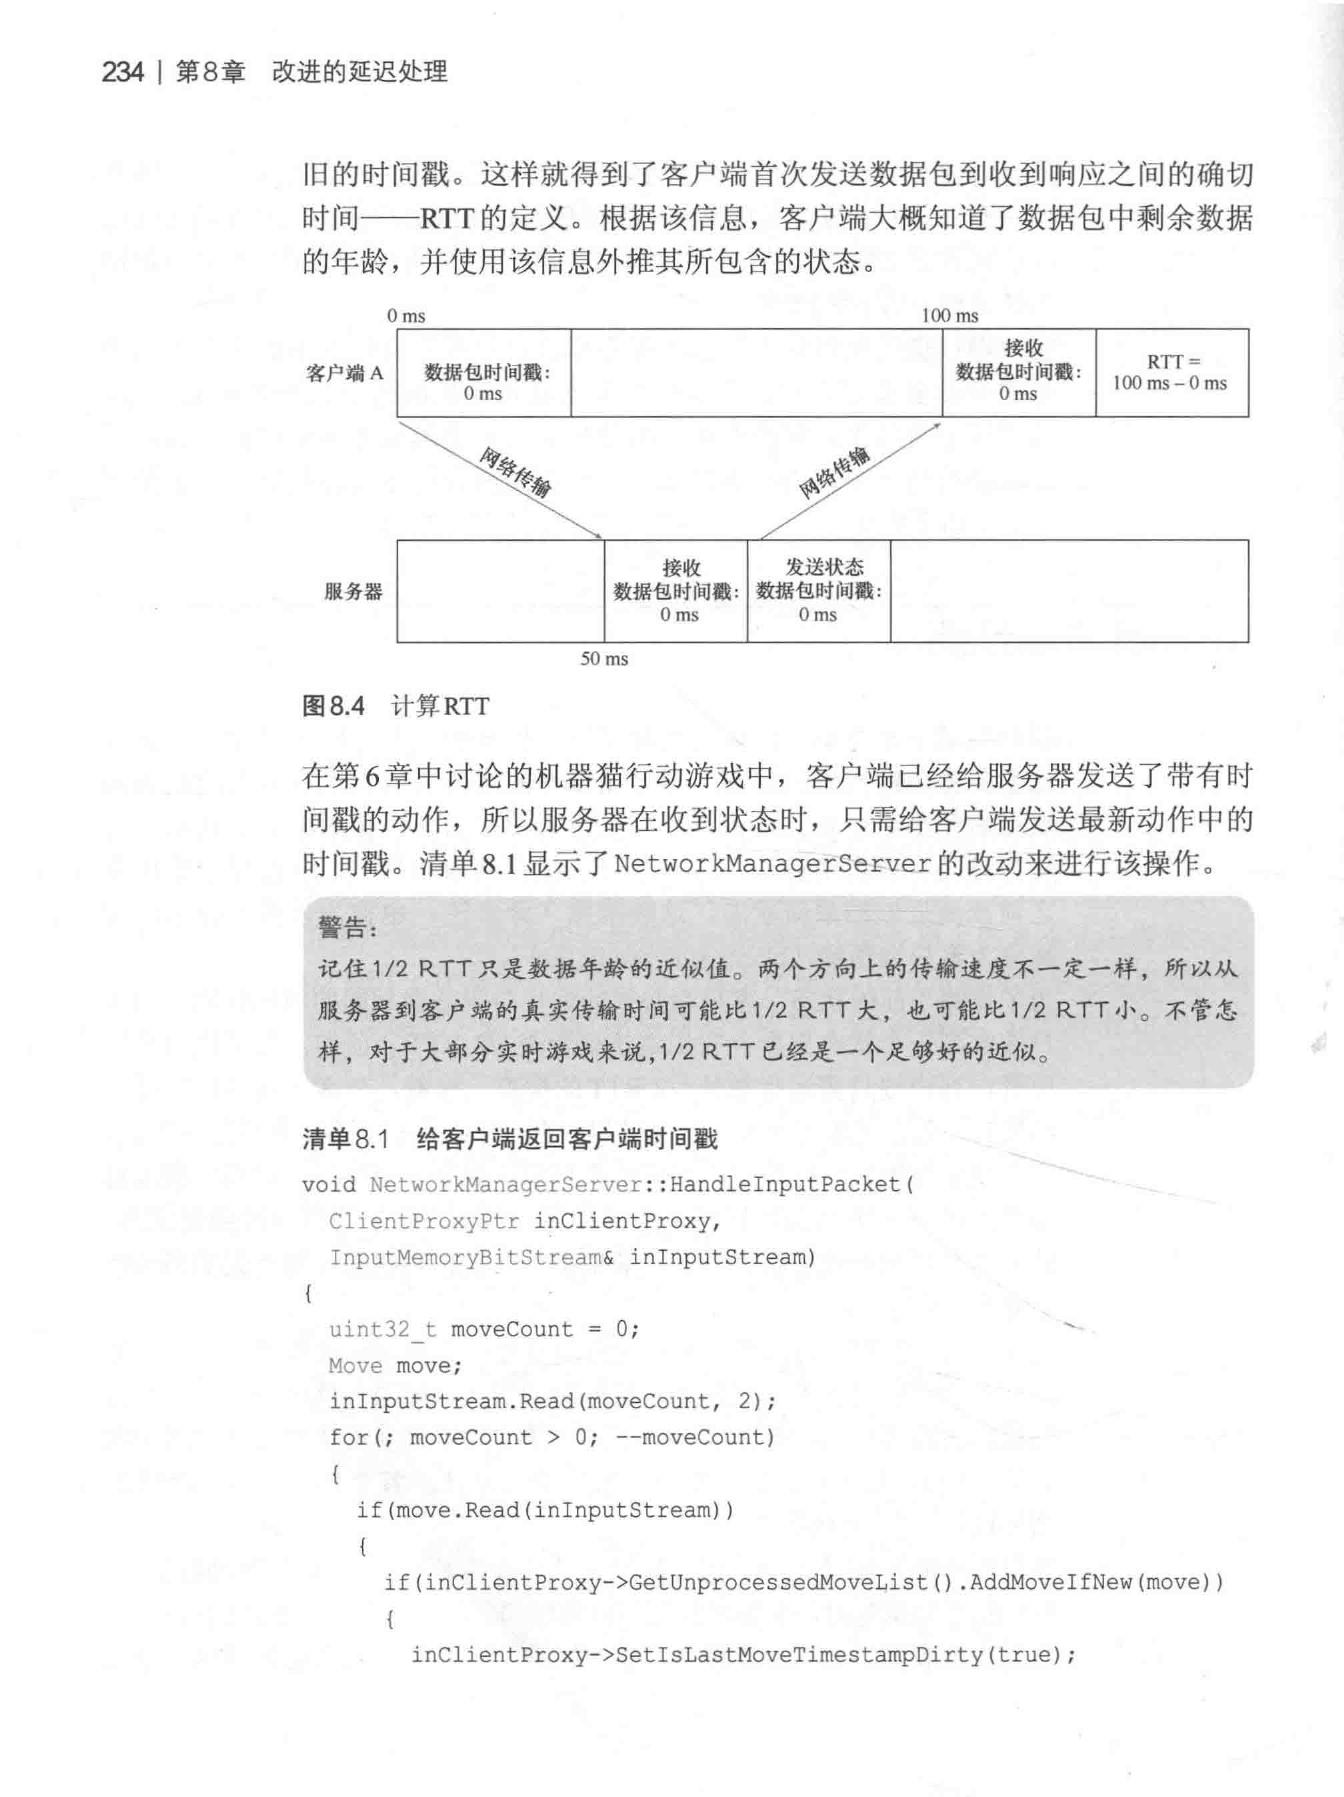 234 | 第8章 改进的延迟处理
旧的时间戳。这样就得到了客户端首次发送数据包到收到响应之间的确切
时间——RTT的定义。根据该信息，客户端大概知道了数据包中剩余数据
的年龄，并使用该信息外推其所包含的状态。
0 ms
100 ms
客户端 A
数据包时间戳：
0 ms
接收
数据包时间戳：
0 ms
RTT =
100 ms – 0 ms
网络传输
网络传输
服务器
接收
数据包时间戳：
0 ms
发送状态
数据包时间戳：
0 ms
50 ms
图8.4 计算RTT
在第6章中讨论的机器猫行动游戏中，客户端已经给服务器发送了带有时
间戳的动作，所以服务器在收到状态时，只需给客户端发送最新动作中的
时间戳。清单8.1显示了NetworkManagerServer的改动来进行该操作。
警告：
记住1/2 RTT只是数据年龄的近似值。两个方向上的传输速度不一定一样，所以从
服务器到客户端的真实传输时间可能比1/2 RTT大，也可能比1/2 RTT小。不管怎
样，对于大部分实时游戏来说，1/2 RTT已经是一个足够好的近似。
清单8.1 给客户端返回客户端时间戳
void NetworkManagerServer::HandleInputPacket(
ClientProxyPtr inClientProxy,
InputMemoryBitStream& inInputStream)
{
uint32_t moveCount = 0;
Move move;
inInputStream.Read(moveCount, 2);
for(; moveCount > 0; --moveCount)
{
if(move.Read(inInputStream))
{
if(inClientProxy->GetUnprocessedMoveList().AddMoveIfNew(move))
{
inClientProxy->SetIsLastMoveTimestampDirty(true);